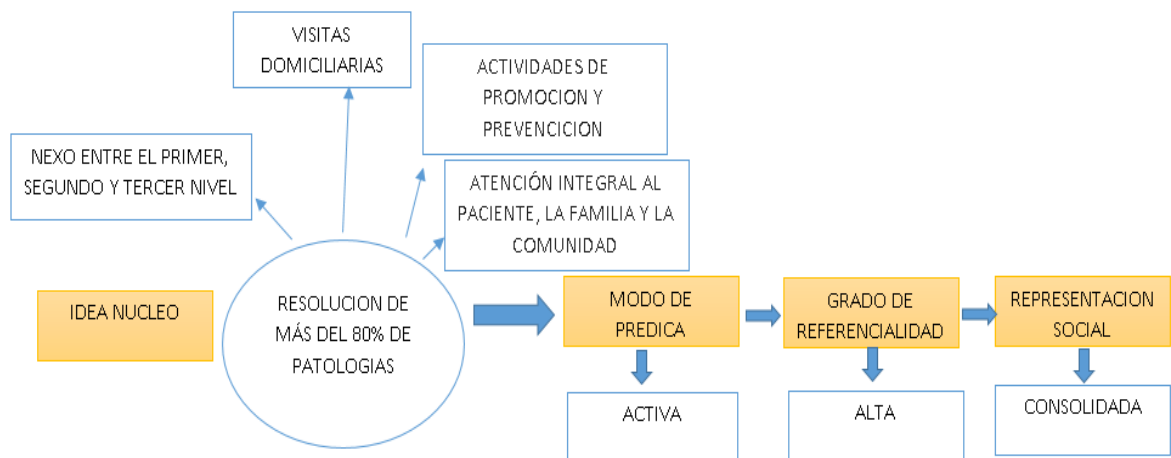 VISITAS
DOMICILIARIAS
ACTIVIDADES DE
PROMOCION Y
PREVENCICION
NEXO ENTRE EL PRIMER,
SEGUNDO Y TERCER NIVEL
ATENCIÓN INTEGRAL AL
PACIENTE, LA FAMILIA Y LA
COMUNIDAD
IDEA NUCLEO
RESOLUCION DE
MÁS DEL 80% DE
PATOLOGIAS
MODO DE
PREDICA
GRADO DE
REFERENCIALIDAD
REPRESENTACION
SOCIAL
ACTIVA
ALTA
CONSOLIDADA